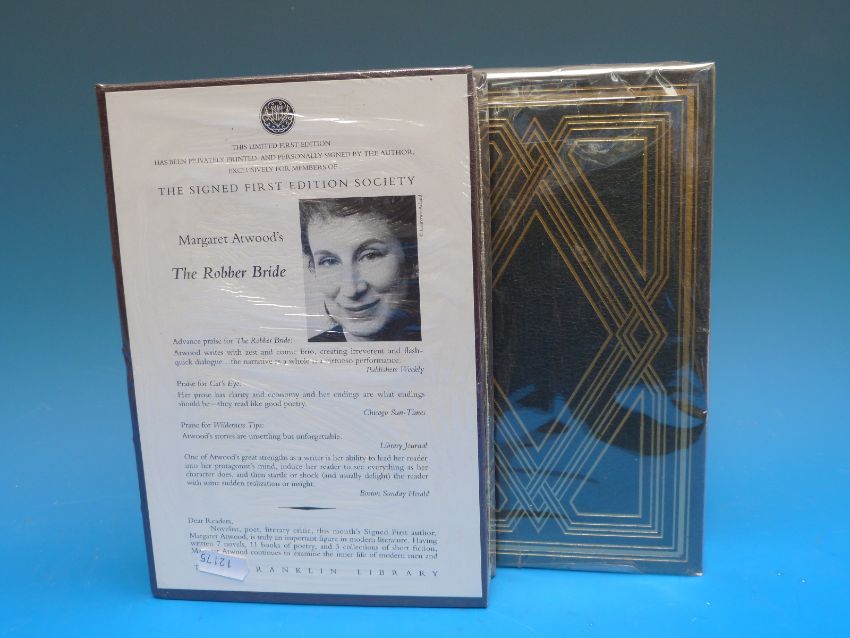 THIS LIMITED FIRST EDITION
HAS BEEN PRIVATELY PRINTED AND PERSONALLY SIGNED BY THE AUTHOR,
EXCLUSIVELY FOR MEMBERS OF
THE SIGNED FIRST EDITION SOCIETY
Margaret Atwood's
The Robber Bride
Advance praise for The Robber Bride:
Atwood writes with zest and comic brio, creating irreverent and flash-
quick dialogue...the narrative as a whole is a virtuoso performance.
Publishers Weekly
Praise for Cat's Eye:
Her prose has clarity and economy and her endings are what endings
should be—they read like good poetry.
Chicago Sun-Times
Praise for Wilderness Tips:
Atwood's stories are unsettling but unforgettable.
Library Journal
One of Atwood's great strengths as a writer is her ability to lead her reader
into her protagonist's mind, induce her reader to see everything as her
character does, and then startle or shock (and usually delight) the reader
with some sudden realization or insight.
Boston Sunday Herald
Dear Readers,
Novelist, poet, literary critic, this month's Signed First author,
Margaret Atwood, is truly an important figure in modern literature. Having
written 7 novels, 11 books of poetry, and 3 collections of short fiction,
Margaret Atwood continues to examine the inner life of modern men and
FRANKLIN LIBRARY
12175